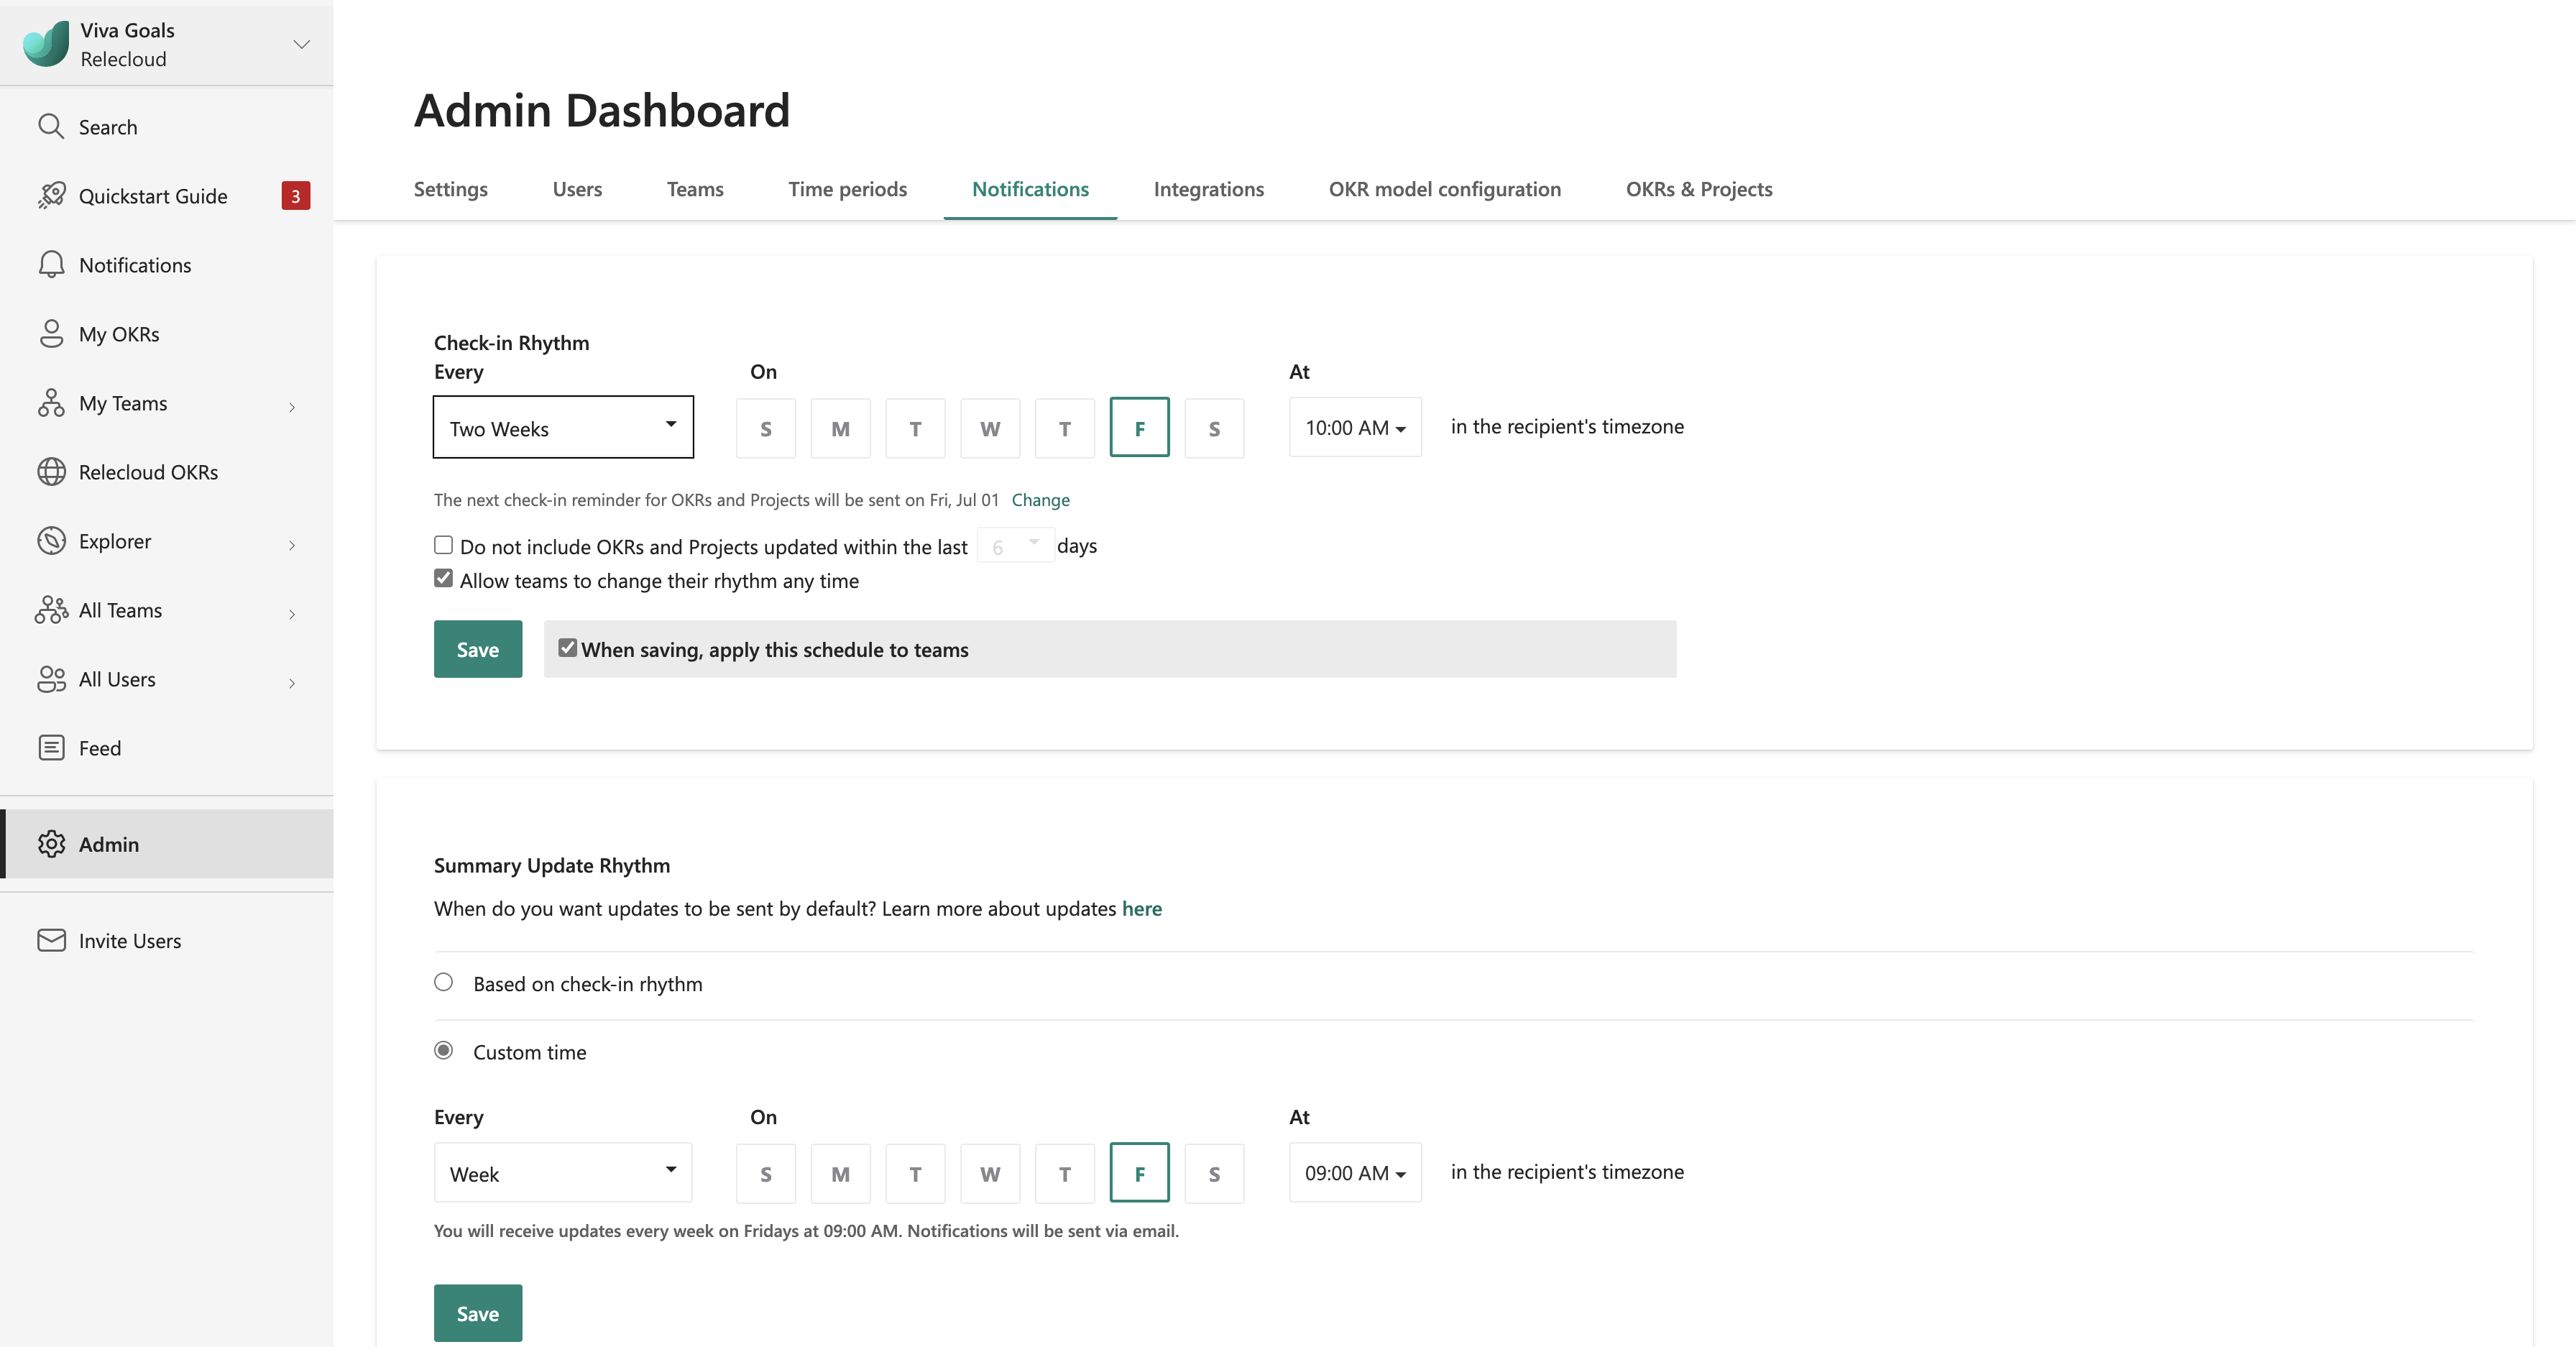 Viva Goals
Relecloud
Search
Quickstart Guide 3
Notifications
My OKRs
My Teams
Relecloud OKRs
Explorer
All Teams
All Users
Feed
Admin
Invite Users
Admin Dashboard
Settings Users Teams Time periods Notifications Integrations OKR model configuration OKRs & Projects
Check-in Rhythm
Every On At
Two Weeks S M T W T F S 10:00 AM in the recipient's timezone
The next check-in reminder for OKRs and Projects will be sent on Fri, Jul 01 Change
Do not include OKRs and Projects updated within the last 6 days
Allow teams to change their rhythm any time
Save When saving, apply this schedule to teams
Summary Update Rhythm
When do you want updates to be sent by default? Learn more about updates here
Based on check-in rhythm
Custom time
Every On At
Week S M T W T F S 09:00 AM in the recipient's timezone
You will receive updates every week on Fridays at 09:00 AM. Notifications will be sent via email.
Save